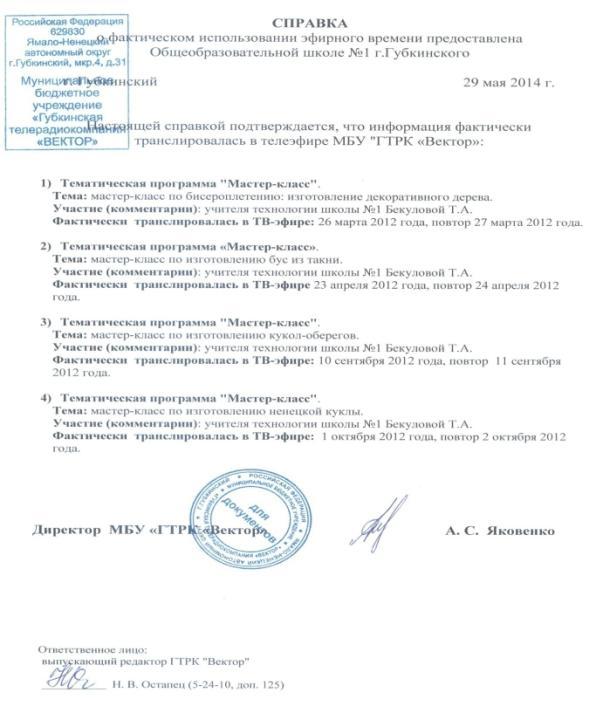 Российская Федерация
629830
Ямало-Ненецкий
автономный округ
г.Губкинский, мкр.4, д.31
Муниципальное
бюджетное
учреждение
«Губкинская
телерадиокомпания
«ВЕКТОР»
СПРАВКА
о фактическом использовании эфирного времени предоставлена
Общеобразовательной школе №1 г.Губкинского
г. Губкинский 29 мая 2014 г.
Настоящей справкой подтверждается, что информация фактически
транслировалась в телеэфире МБУ "ГТРК «Вектор»:
1) Тематическая программа "Мастер-класс".
Тема: мастер-класс по бисероплетению: изготовление декоративного дерева.
Участие (комментарии): учителя технологии школы №1 Бекуловой Т.А.
Фактически транслировалась в ТВ-эфире: 26 марта 2012 года, повтор 27 марта 2012 года.
2) Тематическая программа «Мастер-класс».
Тема: мастер-класс по изготовлению бус из такни.
Участие (комментарии): учителя технологии школы №1 Бекуловой Т.А.
Фактически транслировалась в ТВ-эфире 23 апреля 2012 года, повтор 24 апреля 2012
года.
3) Тематическая программа "Мастер-класс".
Тема: мастер-класс по изготовлению кукол-оберегов.
Участие (комментарии): учителя технологии школы №1 Бекуловой Т.А.
Фактически транслировалась в ТВ-эфире: 10 сентября 2012 года, повтор 11 сентября
2012 года.
4) Тематическая программа "Мастер-класс".
Тема: мастер-класс по изготовлению ненецкой куклы.
Участие (комментарии): учителя технологии школы №1 Бекуловой Т.А.
Фактически транслировалась в ТВ-эфире: 1 октября 2012 года, повтор 2 октября 2012
года.
Директор МБУ «ГТРК «Вектор» А. С. Яковенко
для
документов
Ответственное лицо:
выпускающий редактор ГТРК "Вектор"
Н. В. Остапец (5-24-10, доп. 125)